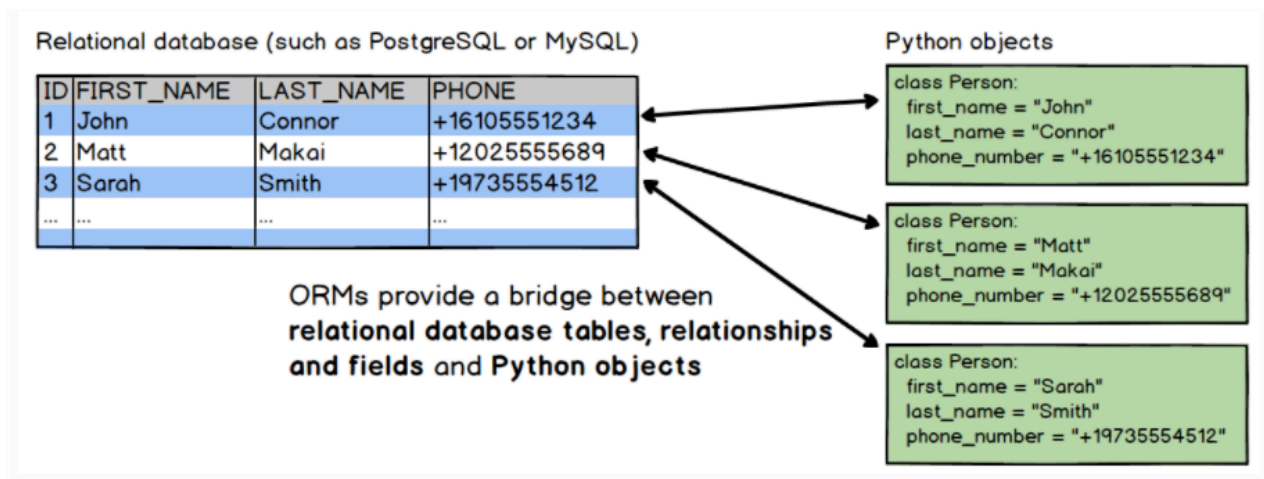 Relational database (such as PostgreSQL or MySQL)
ID FIRST_NAME LAST_NAME PHONE
1 John Connor +16105551234
2 Matt Makai +12025555689
3 Sarah Smith +19735554512
... ... ... ...
ORMs provide a bridge between
relational database tables, relationships
and fields and Python objects
Python objects
class Person:
first_name = "John"
last_name = "Connor"
phone_number = "+16105551234"
class Person:
first_name = "Matt"
last_name = "Makai"
phone_number = "+12025555689"
class Person:
first_name = "Sarah"
last_name = "Smith"
phone_number = "+19735554512"